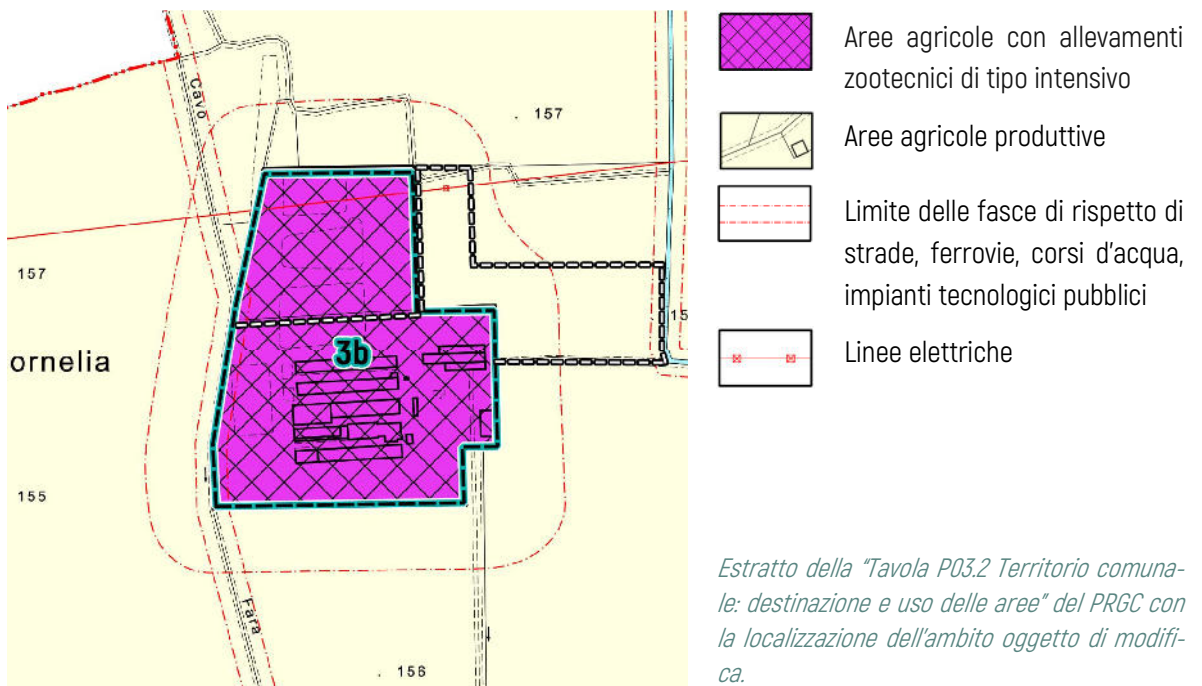 Cavo
157
157
15
ornelia
3b
155
Fara
156
Aree agricole con allevamenti
zootecnici di tipo intensivo
Aree agricole produttive
Limite delle fasce di rispetto di
strade, ferrovie, corsi d'acqua,
impianti tecnologici pubblici
Linee elettriche
Estratto della "Tavola P03.2 Territorio comuna-
le: destinazione e uso delle aree" del PRGC con
la localizzazione dell'ambito oggetto di modifi-
ca.